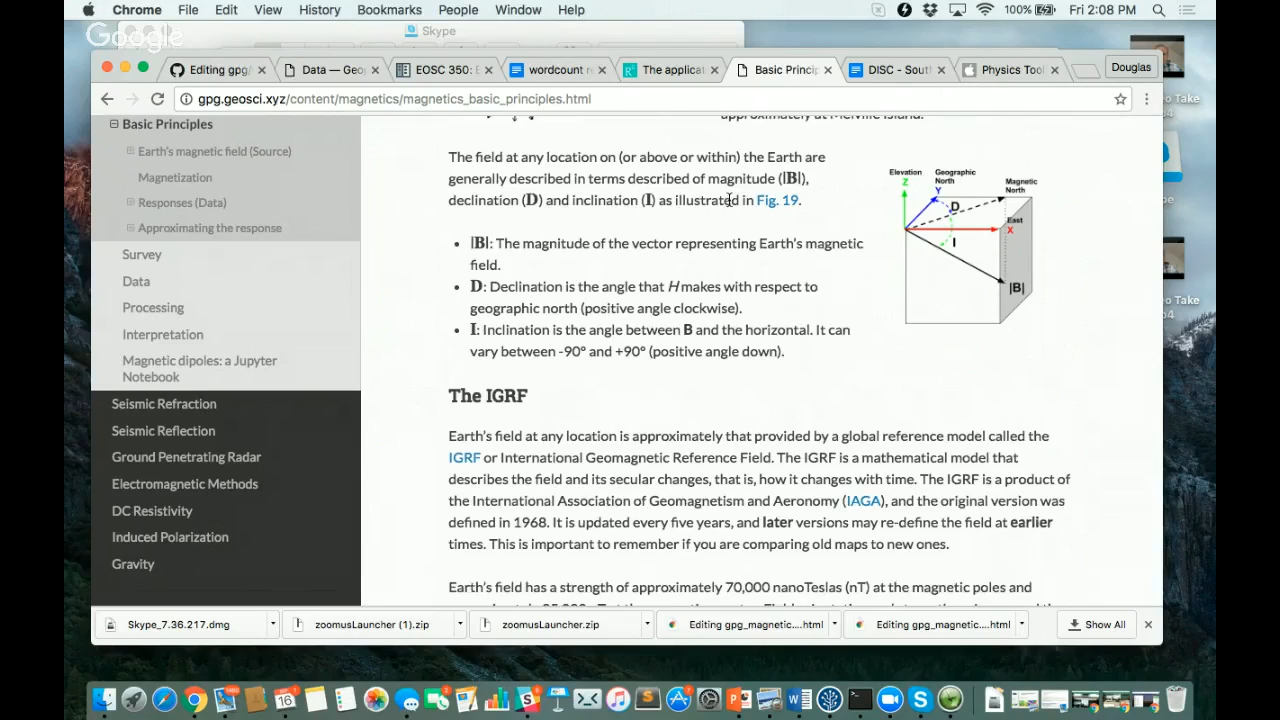 Chrome File Edit View History Bookmarks People Window Help 100% Fri 2:08 PM
Google
Skype
Editing gpg/ Data — Geo EOSC 350: E wordcount r The applicat Basic Princip DISC - South Physics Tool Douglas
gpg.geosci.xyz/content/magnetics/magnetics_basic_principles.html
Basic Principles
Earth's magnetic field (Source)
Magnetization
Responses (Data)
Approximating the response
Survey
Data
Processing
Interpretation
Magnetic dipoles: a Jupyter
Notebook
Seismic Refraction
Seismic Reflection
Ground Penetrating Radar
Electromagnetic Methods
DC Resistivity
Induced Polarization
Gravity
approximately at Melville Island.
The field at any location on (or above or within) the Earth are
generally described in terms described of magnitude (|B|),
declination (D) and inclination (I) as illustrated in Fig. 19.
|B|: The magnitude of the vector representing Earth's magnetic
field.
D: Declination is the angle that H makes with respect to
geographic north (positive angle clockwise).
I: Inclination is the angle between B and the horizontal. It can
vary between -90° and +90° (positive angle down).
Elevation
Z
Geographic
North
Y
Magnetic
North
D
East
X
I
|B|
The IGRF
Earth's field at any location is approximately that provided by a global reference model called the
IGRF or International Geomagnetic Reference Field. The IGRF is a mathematical model that
describes the field and its secular changes, that is, how it changes with time. The IGRF is a product of
the International Association of Geomagnetism and Aeronomy (IAGA), and the original version was
defined in 1968. It is updated every five years, and later versions may re-define the field at earlier
times. This is important to remember if you are comparing old maps to new ones.
Earth's field has a strength of approximately 70,000 nanoTeslas (nT) at the magnetic poles and
Skype_7.36.217.dmg zoomusLauncher (1).zip zoomusLauncher.zip Editing gpg_magnetic....html Editing gpg_magnetic....html Show All
eo Take
eo Take
16